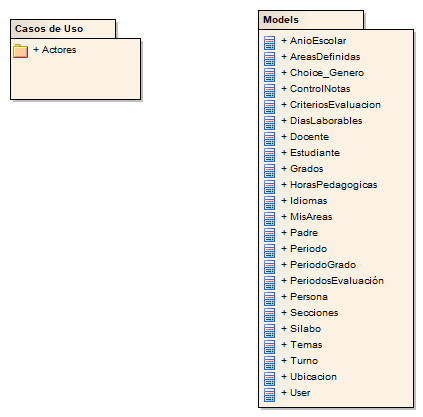 Casos de Uso
+ Actores
Models
+ AnioEscolar
+ AreasDefinidas
+ Choice_Genero
+ ControlNotas
+ CriteriosEvaluacion
+ DiasLaborables
+ Docente
+ Estudiante
+ Grados
+ HorasPedagogicas
+ Idiomas
+ MisAreas
+ Padre
+ Periodo
+ PeriodoGrado
+ PeriodosEvaluación
+ Persona
+ Secciones
+ Silabo
+ Temas
+ Turno
+ Ubicacion
+ User